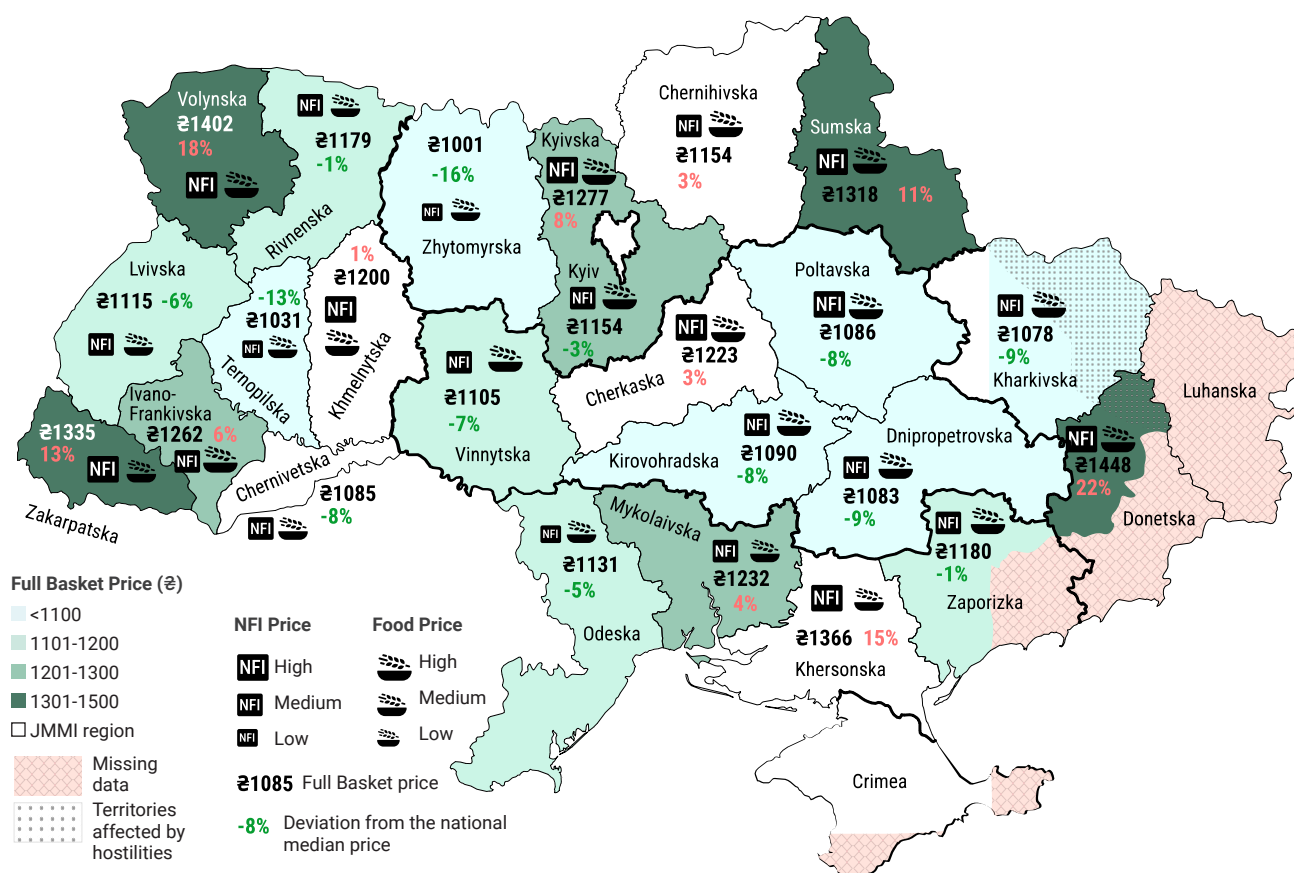 Volynska
₴1402
18%
NFI
NFI
₴1179
-1%
Rivnenska
₴1001
-16%
NFI
Zhytomyrska
Kyivska
NFI
₴1277
8%
Kyiv
NFI
₴1154
-3%
Chernihivska
NFI
₴1154
3%
Sumska
NFI
₴1318 11%
Lvivska
₴1115 -6%
NFI
-13%
₴1031
NFI
Ternopilska
1%
₴1200
NFI
Khmelnytska
NFI
₴1105
-7%
Vinnytska
NFI
₴1223
3%
Cherkaska
Poltavska
NFI
₴1086
-8%
NFI
₴1078
-9%
Kharkivska
Luhanska
Ivano-
Frankivska
₴1262 6%
NFI
₴1335
13%
NFI
Zakarpatska
Chernivetska
₴1085
-8%
NFI
Kirovohradska
NFI
₴1090
-8%
Dnipropetrovska
NFI
₴1083
-9%
NFI
₴1448
22%
Donetska
NFI
₴1131
-5%
Odeska
Mykolaivska
NFI
₴1232
4%
NFI
₴1180
-1%
Zaporizka
NFI
₴1366 15%
Khersonska
Crimea
Full Basket Price (₴)
<1100
1101-1200
1201-1300
1301-1500
JMMI region
Missing
data
Territories
affected by
hostilities
NFI Price
NFI High
NFI Medium
NFI Low
Food Price
High
Medium
Low
₴1085 Full Basket price
-8% Deviation from the national
median price